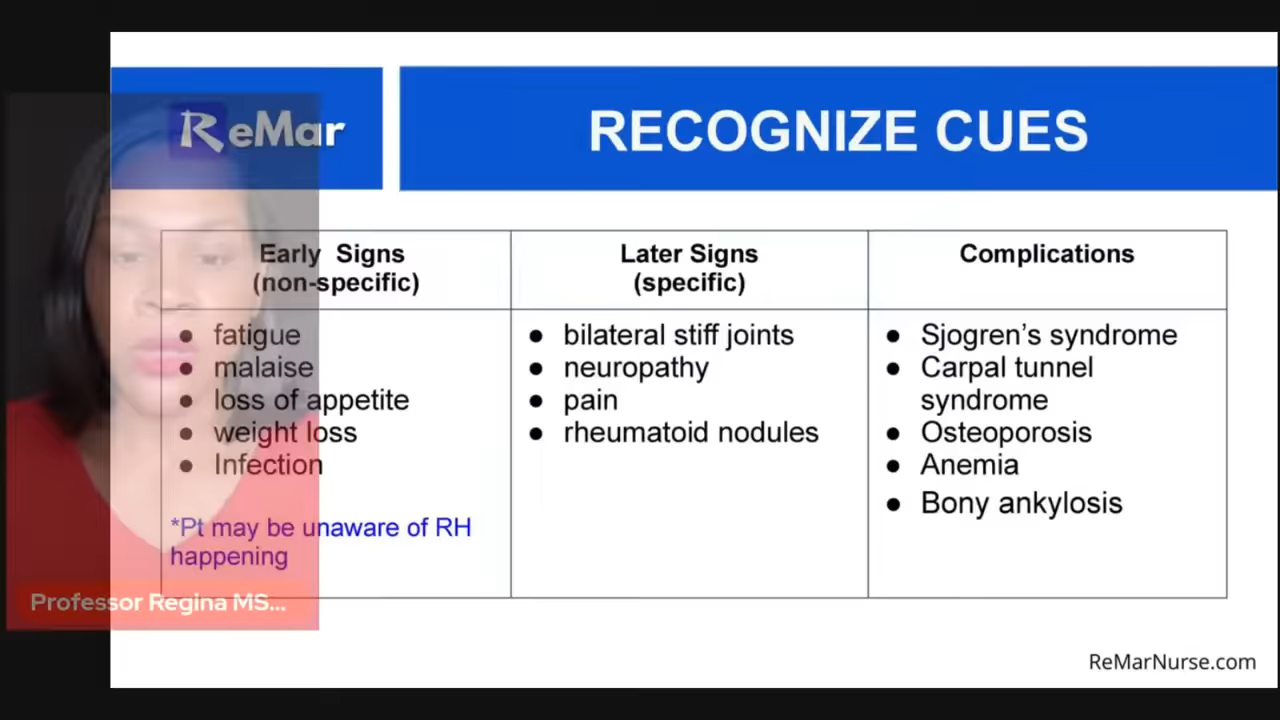 ReMar
RECOGNIZE CUES
Early Signs
(non-specific)
Later Signs
(specific)
Complications
● fatigue
● malaise
● loss of appetite
● weight loss
● Infection
*Pt may be unaware of RH
happening
● bilateral stiff joints
● neuropathy
● pain
● rheumatoid nodules
● Sjogren's syndrome
● Carpal tunnel
syndrome
● Osteoporosis
● Anemia
● Bony ankylosis
Professor Regina MS...
ReMarNurse.com